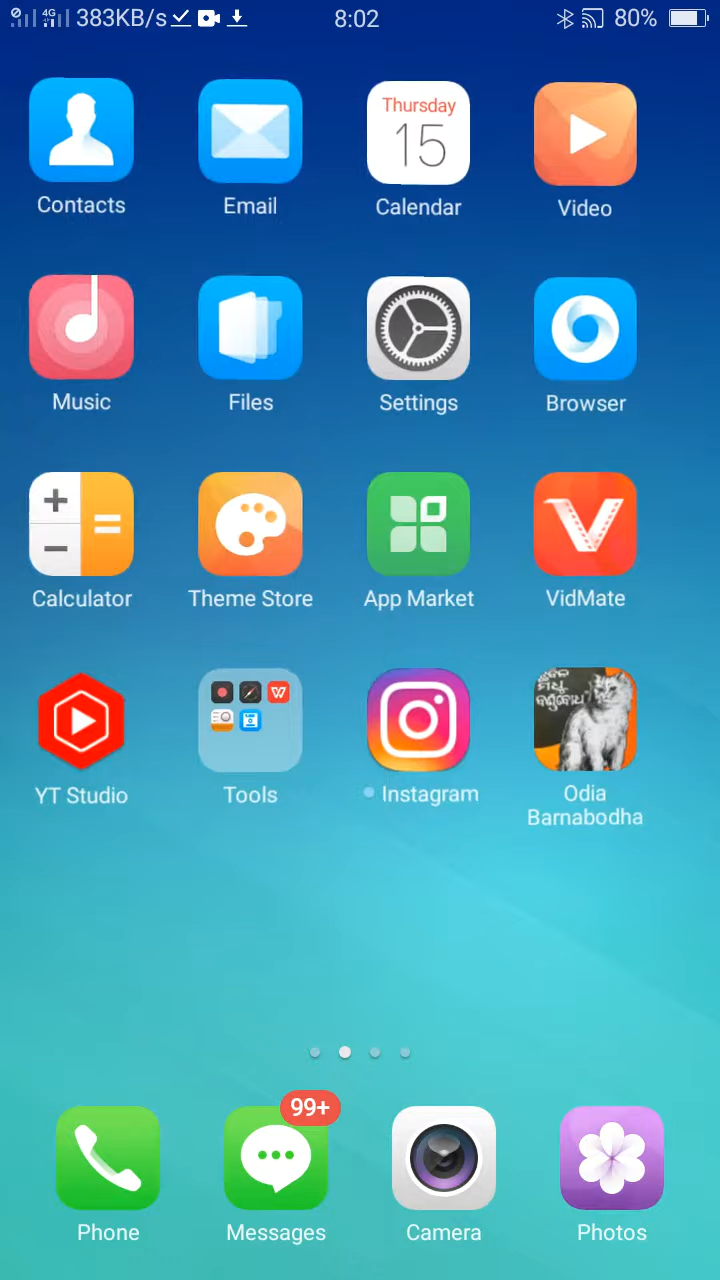 4G 383KB/s 8:02 80%
Thursday
15
Contacts Email Calendar Video
Music Files Settings Browser
Calculator Theme Store App Market VidMate
YT Studio Tools Instagram Odia
Barnabodha
99+
Phone Messages Camera Photos